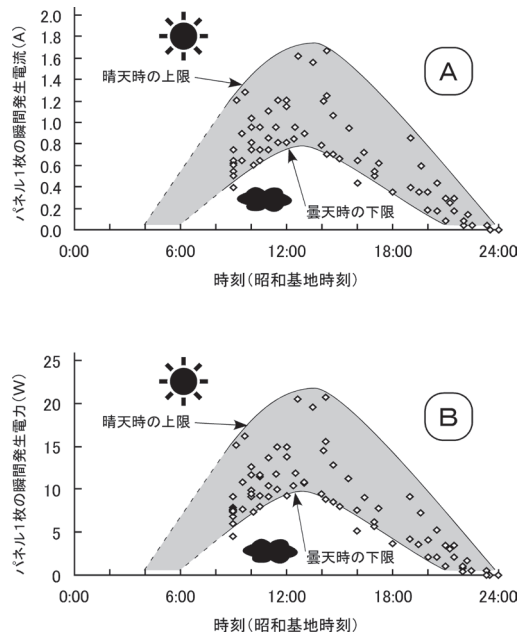 パネル1枚の瞬間発生電流(A)
2.0
1.8
1.6
1.4
1.2
1.0
0.8
0.6
0.4
0.2
0.0
晴天時の上限
A
曇天時の下限
0:00 6:00 12:00 18:00 24:00
時刻(昭和基地時刻)
パネル1枚の瞬間発生電力(W)
25
20
15
10
5
0
晴天時の上限
B
曇天時の下限
0:00 6:00 12:00 18:00 24:00
時刻(昭和基地時刻)